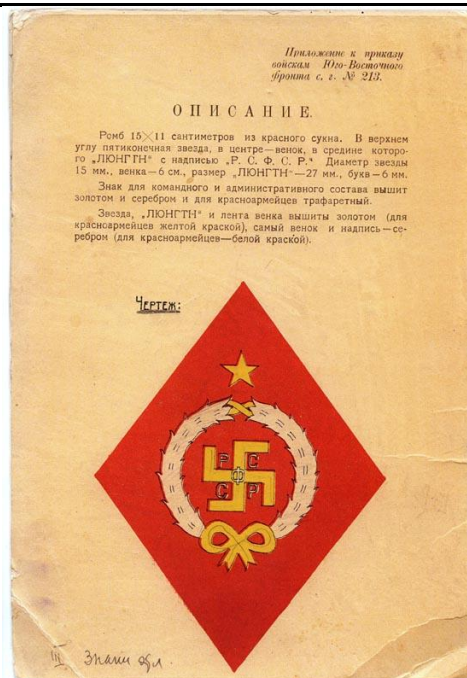 Приложение к приказу
войскам Юго-Восточного
фронта с. г. № 213.
ОПИСАНИЕ.
Ромб 15×11 сантиметров из красного сукна. В верхнем
углу пятиконечная звезда, в центре—венок, в средине которо-
го „ЛЮНГТН" с надписью „Р. С. Ф. С. Р." Диаметр звезды
15 мм., венка—6 см., размер „ЛЮНГТН"—27 мм., букв—6 мм.
Знак для командного и административного состава вышит
золотом и серебром и для красноармейцев трафаретный.
Звезда, „ЛЮНГТН" и лента венка вышиты золотом (для
красноармейцев желтой краской), самый венок и надпись—се-
ребром (для красноармейцев—белой краской).
ЧЕРТЕЖ:
Р С
Ф
С Р
III Знаки